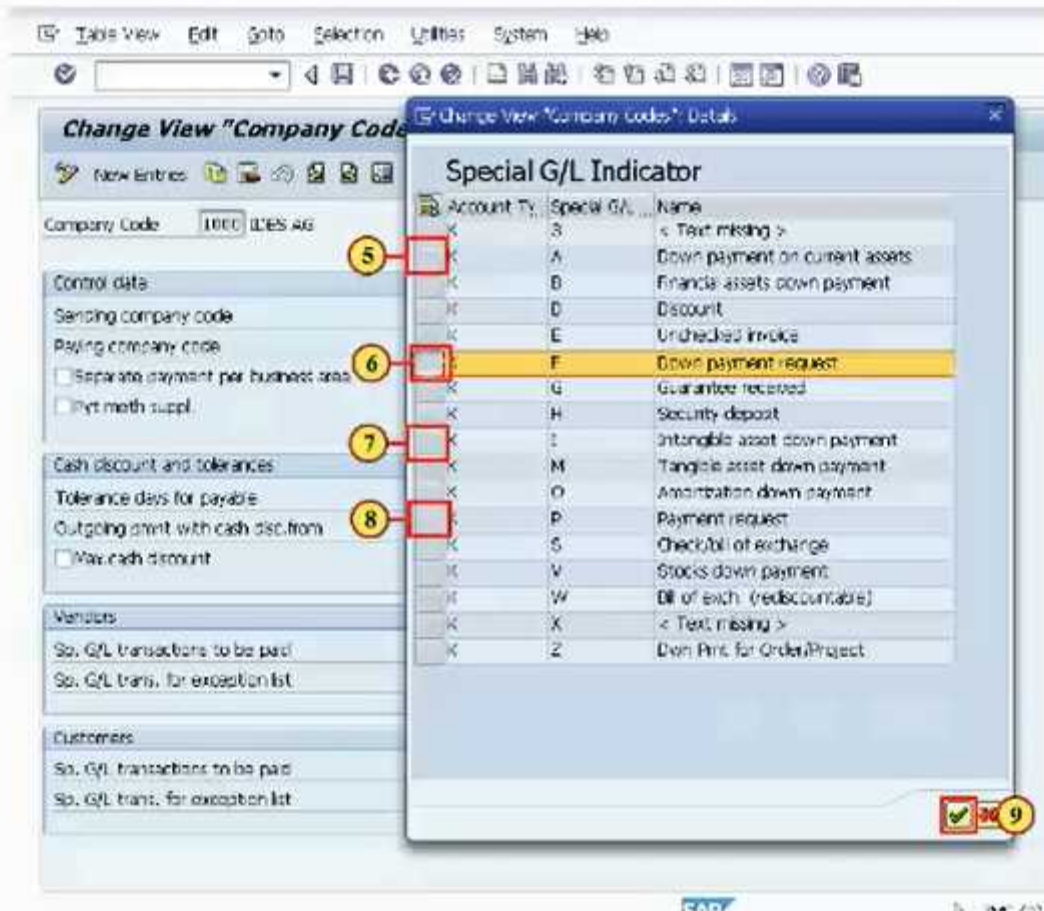 Table View Edit Goto Selection Utilities System Help
Change View "Company Code
New Entries
Company Code 1000 IDES AG
Control data
Sending company code
Paying company code
Separate payment per business area
Pyt meth suppl.
Cash discount and tolerances
Tolerance days for payable
Outgoing pmnt with cash disc.from
Max.cash discount
Vendors
Sp. G/L transactions to be paid
Sp. G/L trans. for exception list
Customers
Sp. G/L transactions to be paid
Sp. G/L trans. for exception list
Change View "Company Codes": Details
Special G/L Indicator
Account Ty Special G/L ... Name
K 3 < Text missing >
5 K A Down payment on current assets
K B Financial assets down payment
K D Discount
K E Unchecked invoice
6 F Down payment request
K G Guarantee received
K H Security deposit
7 K I Intangible asset down payment
K M Tangible asset down payment
K O Amortization down payment
8 K P Payment request
K S Check/bill of exchange
K V Stocks down payment
K W Bill of exch. (rediscountable)
K X < Text missing >
K Z Dwn Pmt for Order/Project
9
SAP